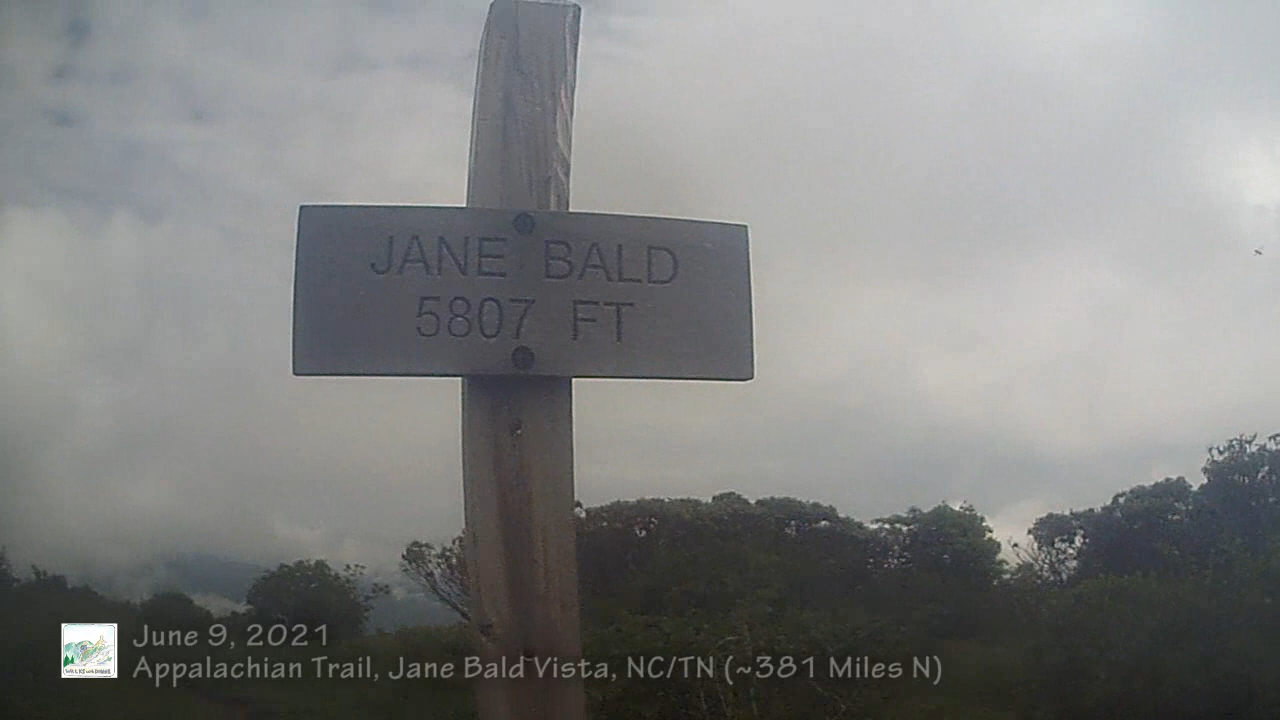 JANE BALD
5807 FT
June 9, 2021
Appalachian Trail, Jane Bald Vista, NC/TN (~381 Miles N)